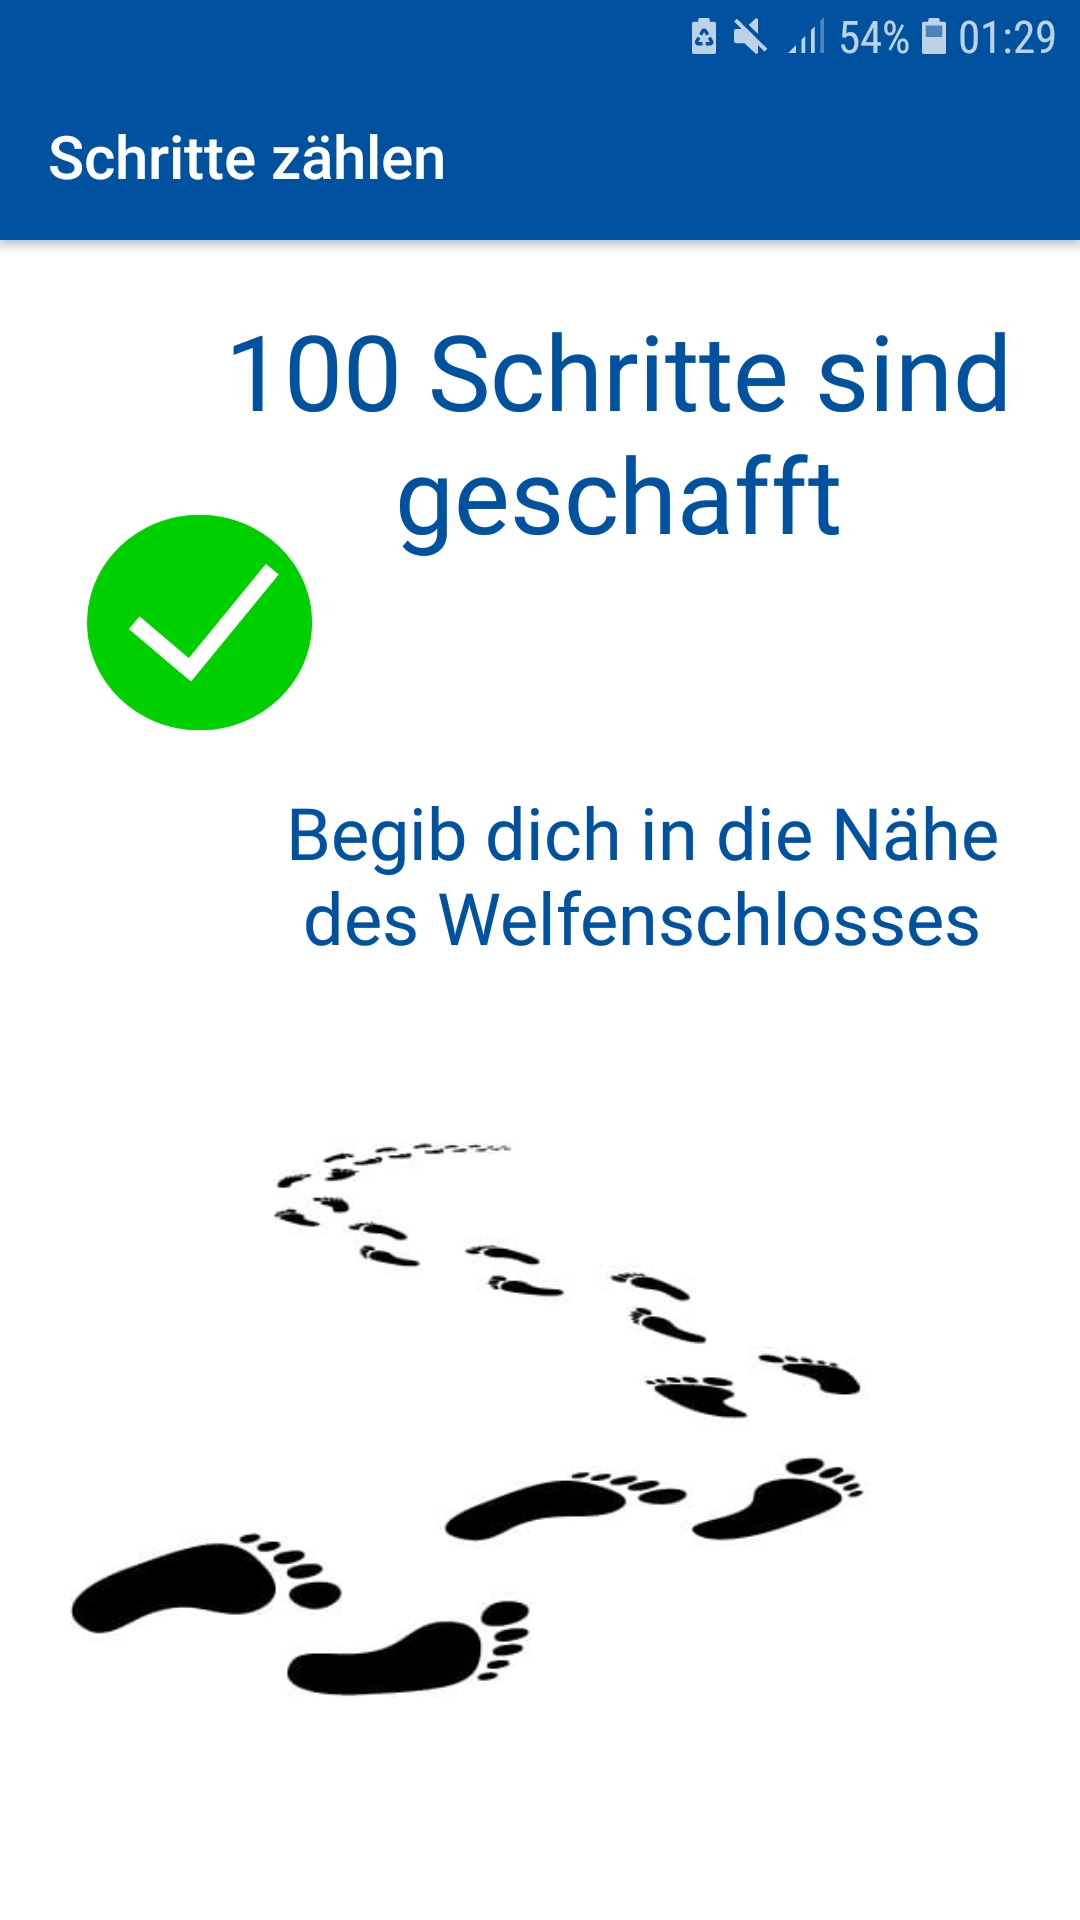 54% 01:29
Schritte zählen
100 Schritte sind
geschafft
Begib dich in die Nähe
des Welfenschlosses